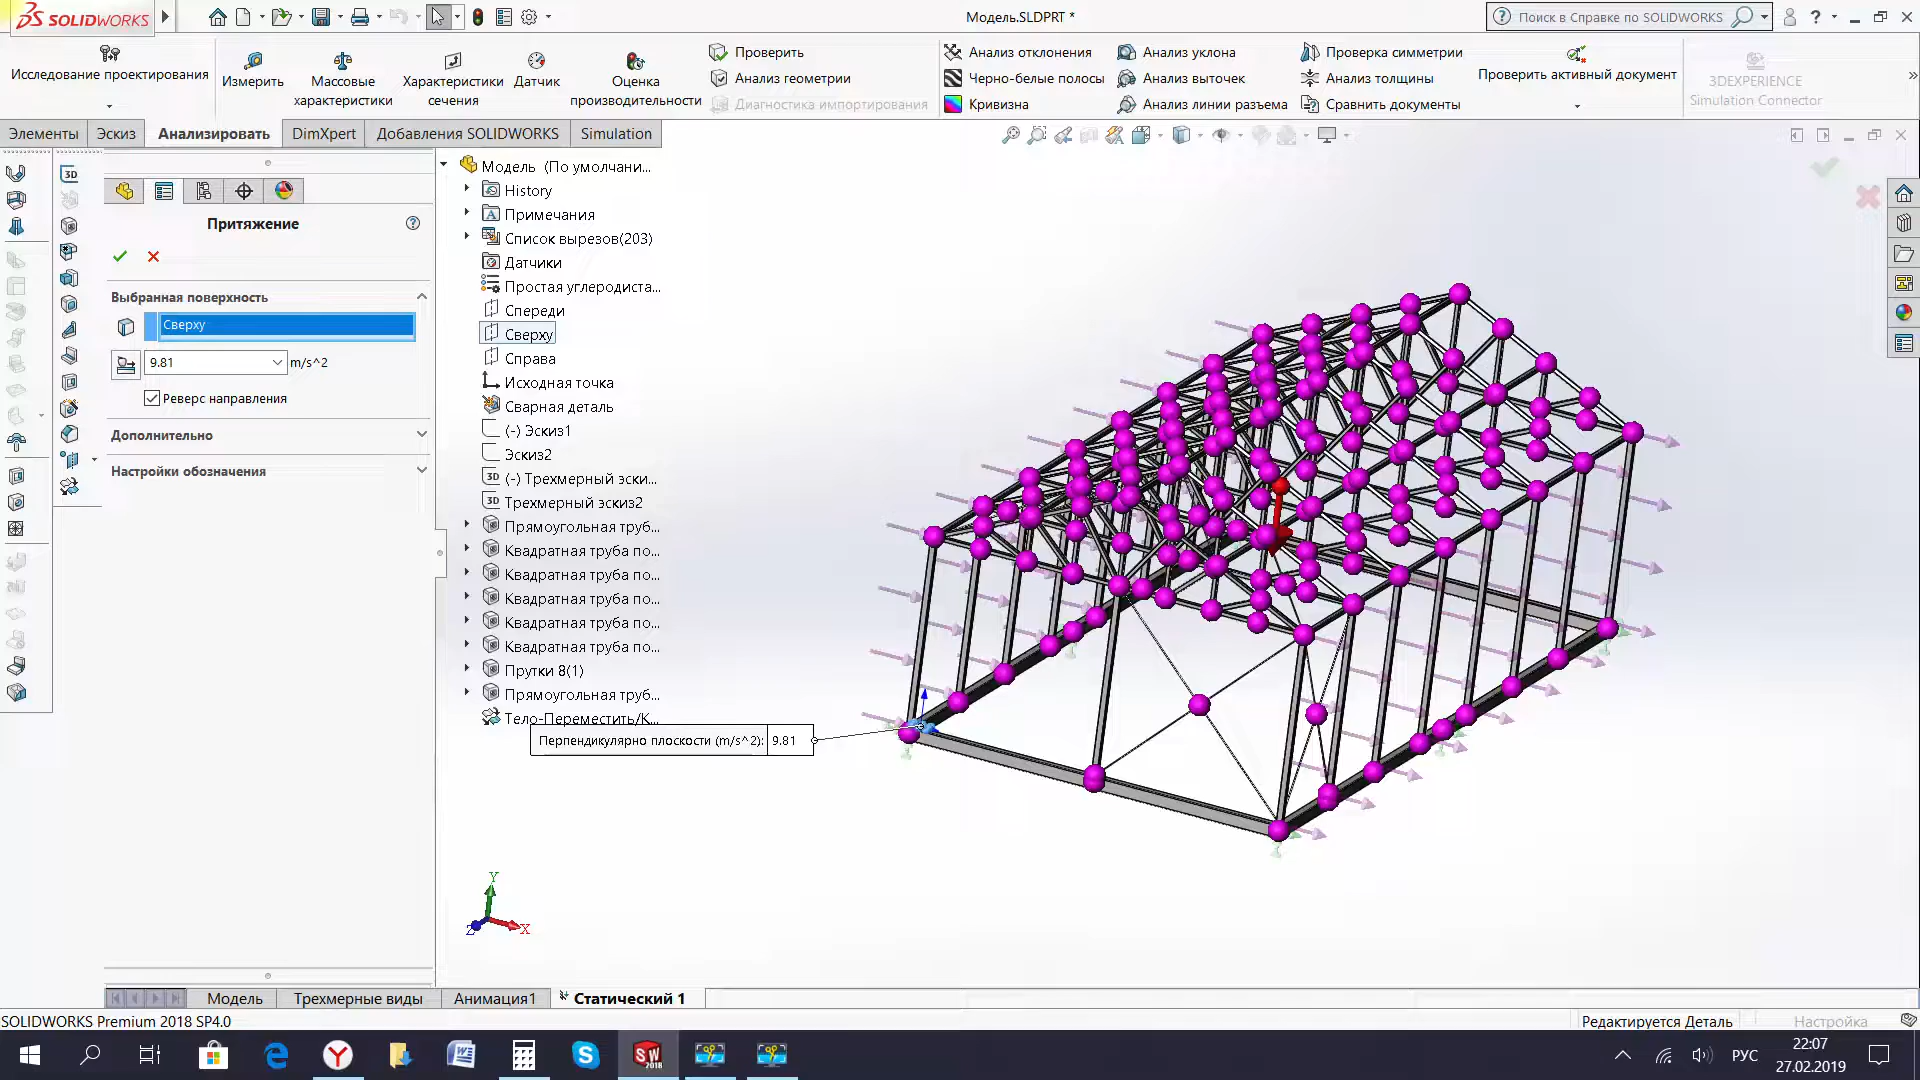 SOLIDWORKS
Модель.SLDPRT *
Поиск в Справке по SOLIDWORKS
Исследование проектирования
Измерить
Массовые характеристики
Характеристики сечения
Датчик
Оценка производительности
Проверить
Анализ геометрии
Диагностика импортирования
Анализ отклонения
Черно-белые полосы
Кривизна
Анализ уклона
Анализ выточек
Анализ линии разъема
Проверка симметрии
Анализ толщины
Сравнить документы
Проверить активный документ
3DEXPERIENCE
Simulation Connector
Элементы
Эскиз
Анализировать
DimXpert
Добавления SOLIDWORKS
Simulation
3D
Притяжение
Выбранная поверхность
Сверху
9.81
m/s^2
Реверс направления
Дополнительно
Настройки обозначения
Модель (По умолчани...
History
Примечания
Список вырезов(203)
Датчики
Простая углеродиста...
Спереди
Сверху
Справа
Исходная точка
Сварная деталь
(-) Эскиз1
Эскиз2
3D (-) Трехмерный эски...
3D Трехмерный эскиз2
Прямоугольная труб...
Квадратная труба по...
Квадратная труба по...
Квадратная труба по...
Квадратная труба по...
Квадратная труба по...
Прутки 8(1)
Прямоугольная труб...
Тело-Переместить/К...
Перпендикулярно плоскости (m/s^2): 9.81
Y
Z
X
Модель
Трехмерные виды
Анимация1
Статический 1
SOLIDWORKS Premium 2018 SP4.0
Редактируется Деталь
Настройка
SW 2018
РУС
22:07
27.02.2019